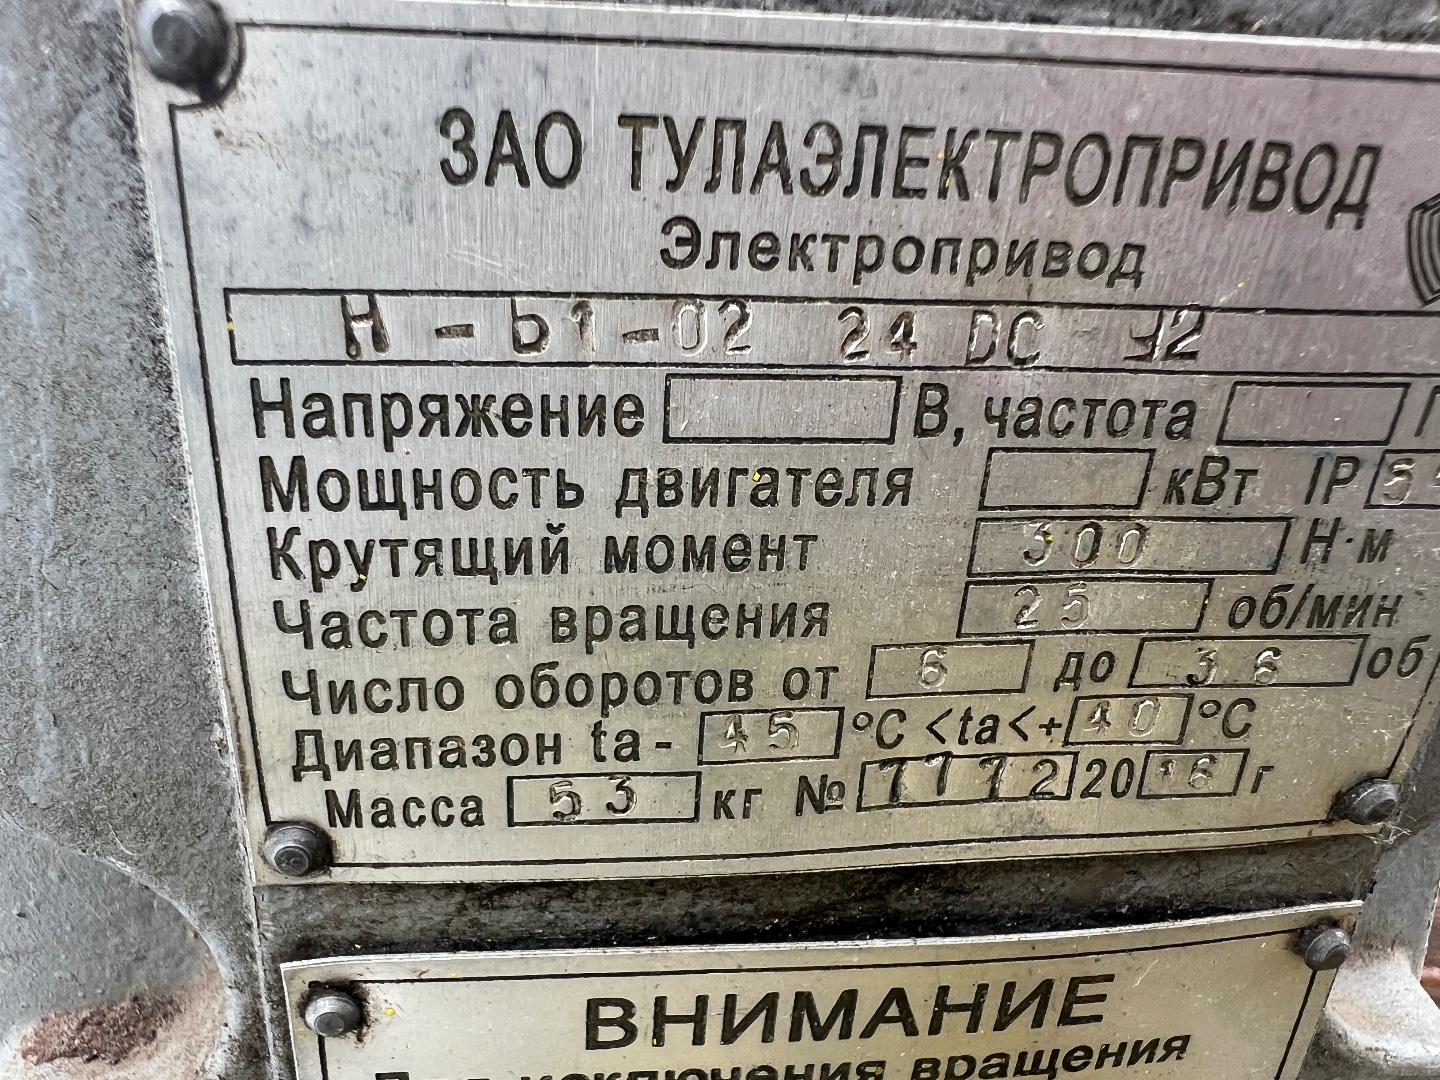 ЗАО ТУЛАЭЛЕКТРОПРИВОД
Электропривод
Н - Б1-02 24 DC У2
Напряжение В, частота
Мощность двигателя кВт IP
Крутящий момент 300 Н·м
Частота вращения 25 об/мин
Число оборотов от 6 до 36 об
Диапазон ta - 45 °C <ta<+ 40 °C
Масса 53 кг № 7772 2016 г
ВНИМАНИЕ
исключения вращения